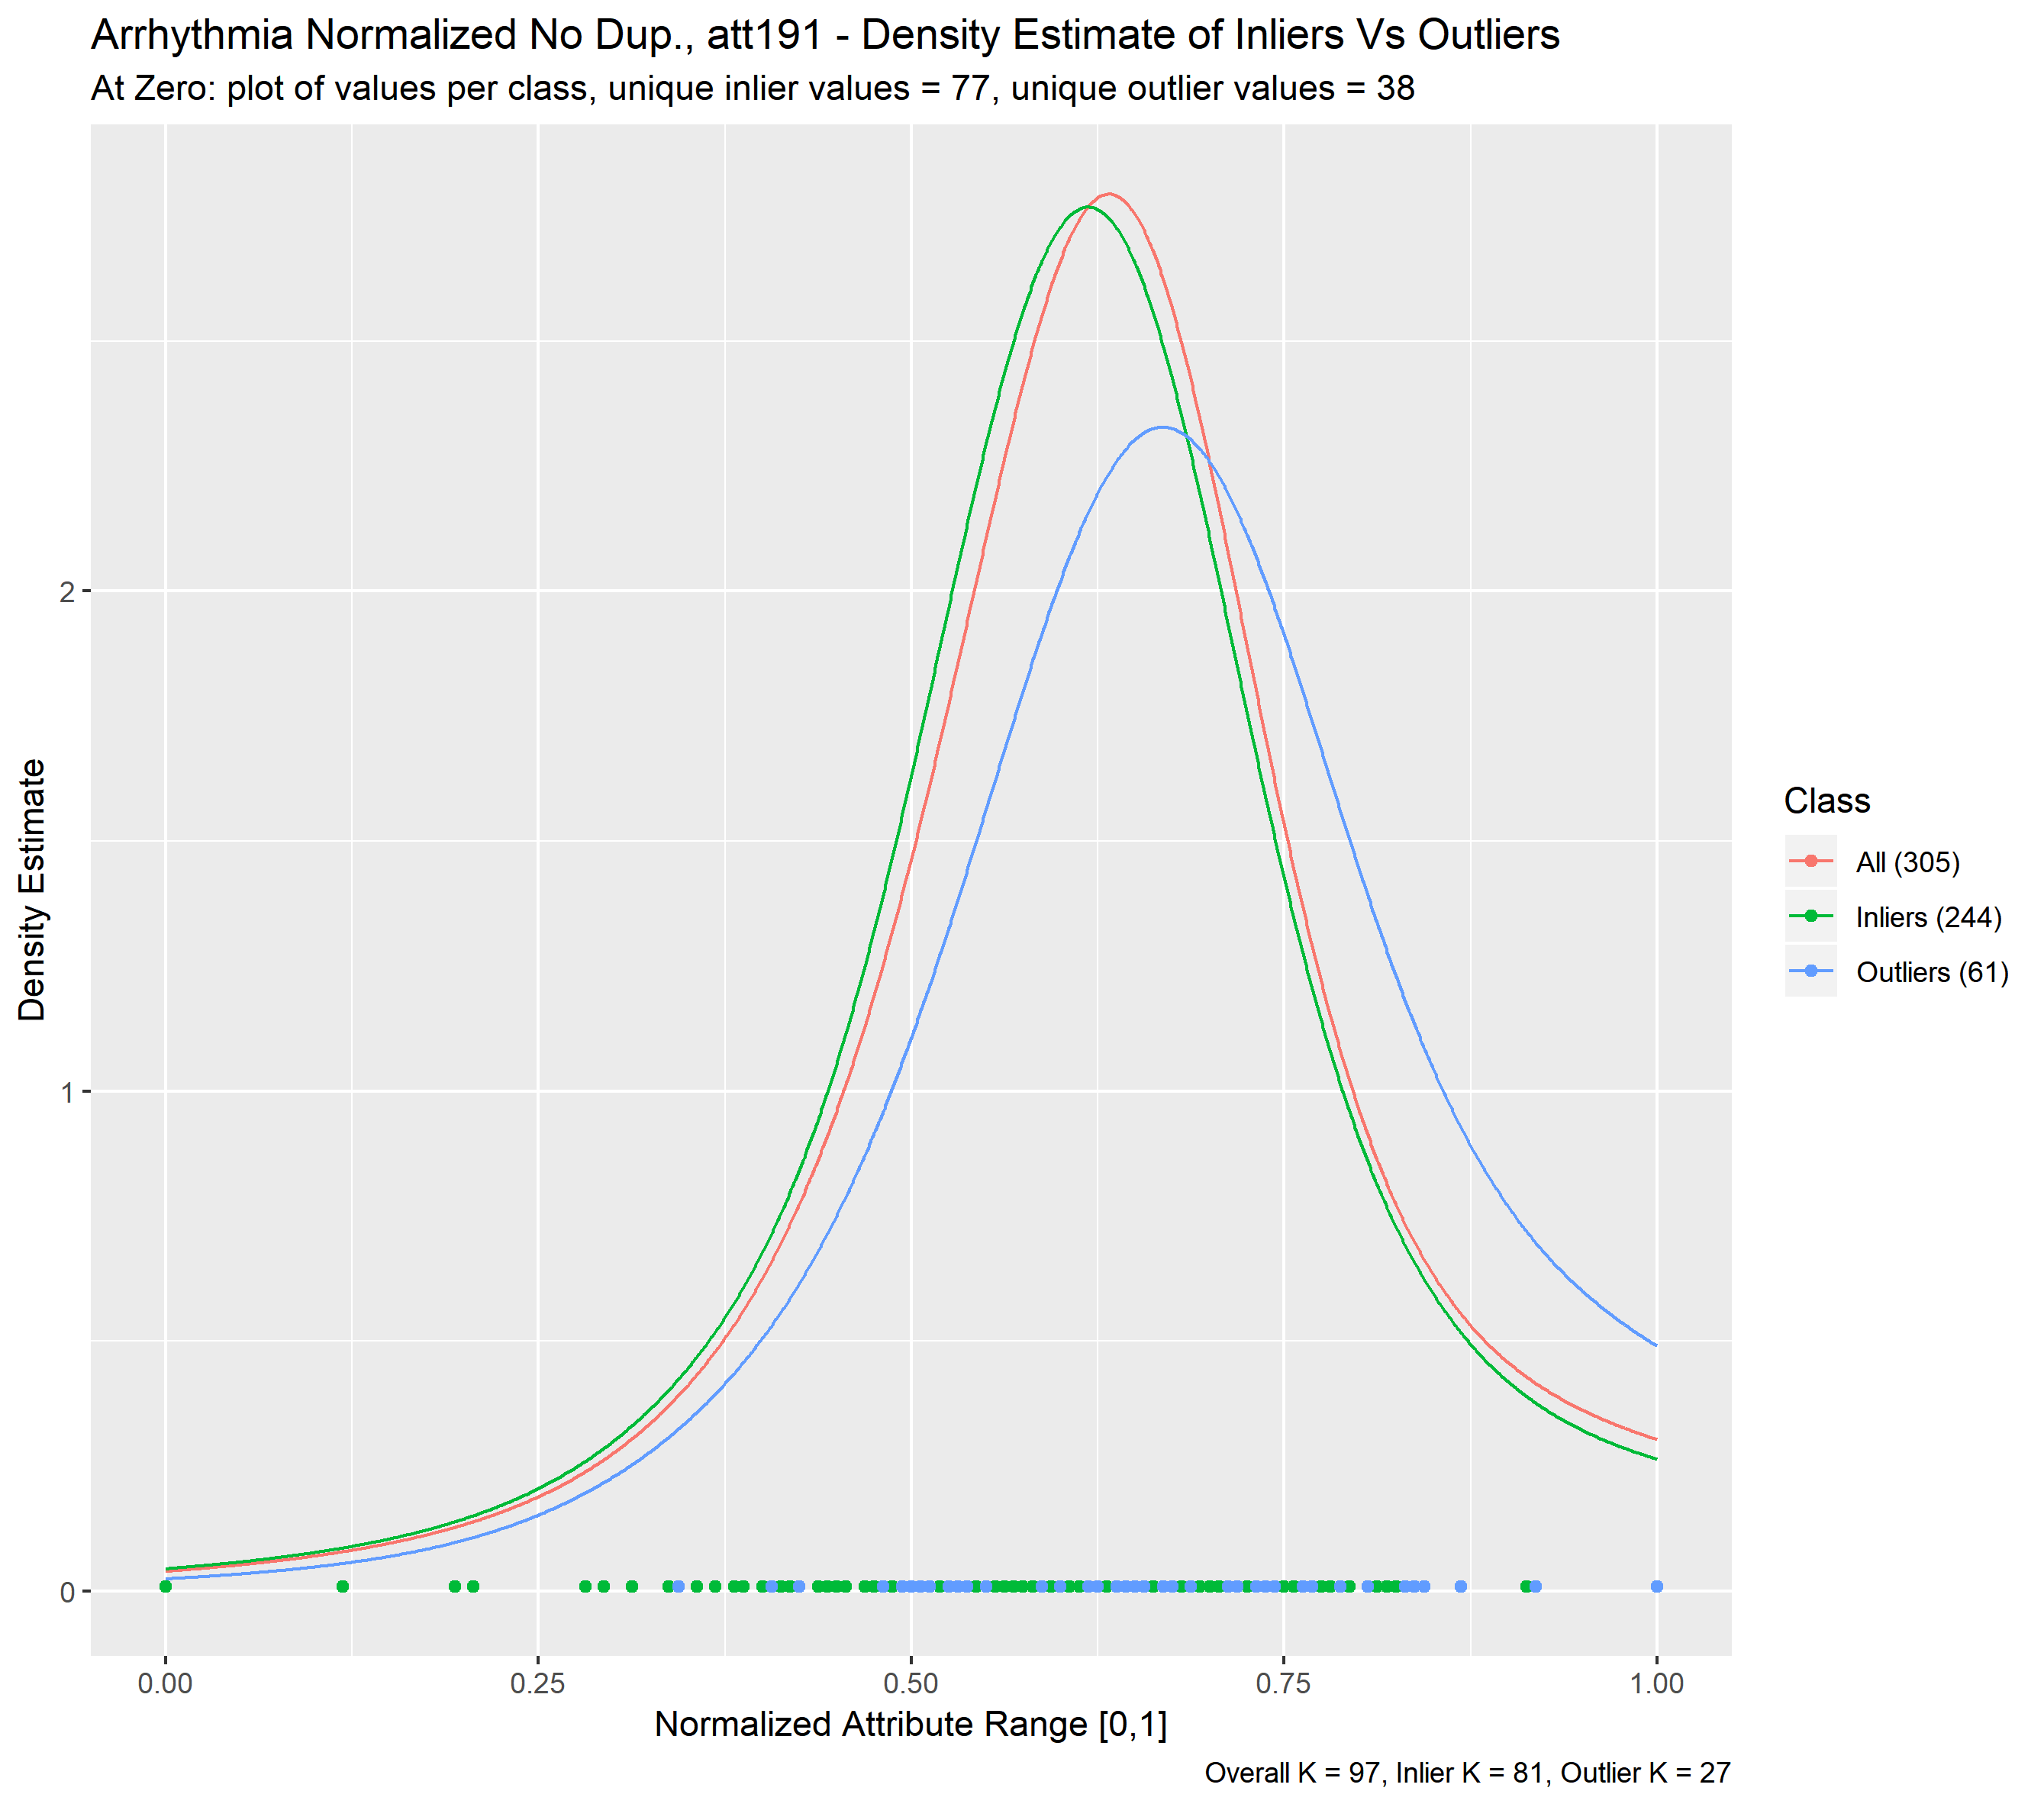 Arrhythmia Normalized No Dup., att191 - Density Estimate of Inliers Vs Outliers
At Zero: plot of values per class, unique inlier values = 77, unique outlier values = 38
Density Estimate
2
1
0
0.00
0.25
0.50
0.75
1.00
Normalized Attribute Range [0,1]
Class
All (305)
Inliers (244)
Outliers (61)
Overall K = 97, Inlier K = 81, Outlier K = 27